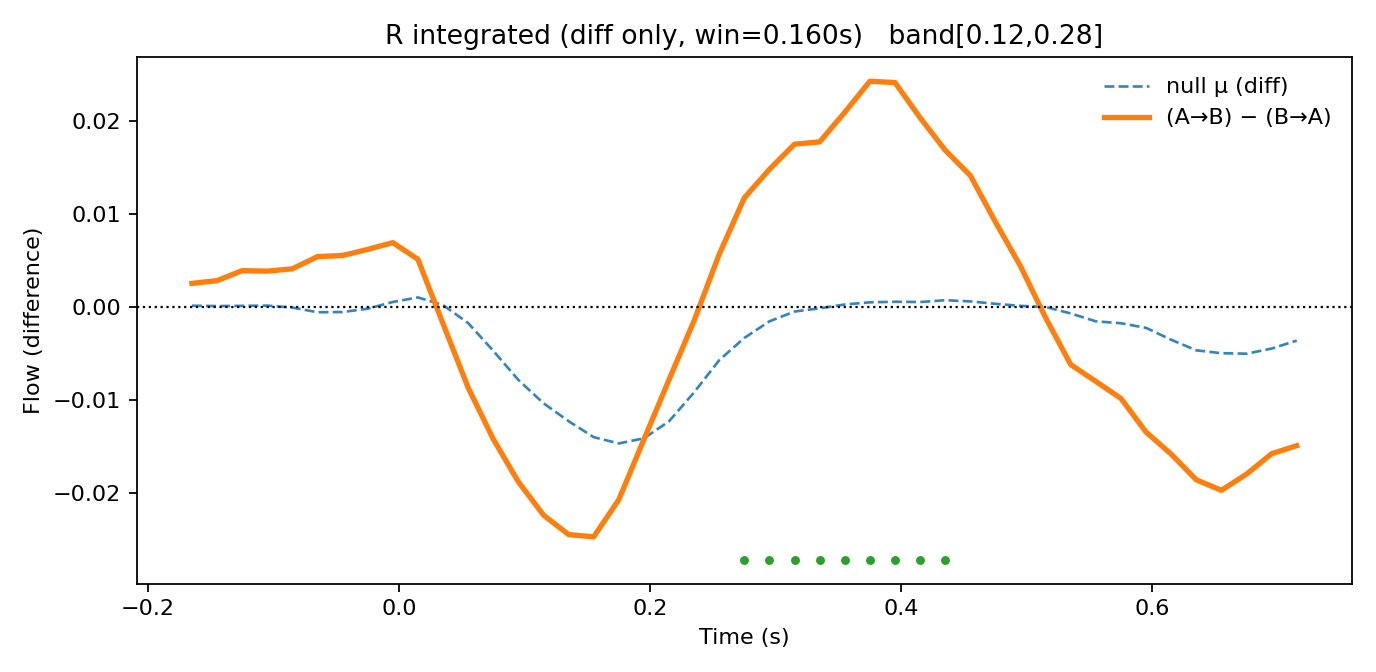 R integrated (diff only, win=0.160s)   band[0.12,0.28]
null μ (diff)
(A→B) − (B→A)
Flow (difference)
0.02
0.01
0.00
−0.01
−0.02
−0.2
0.0
0.2
0.4
0.6
Time (s)